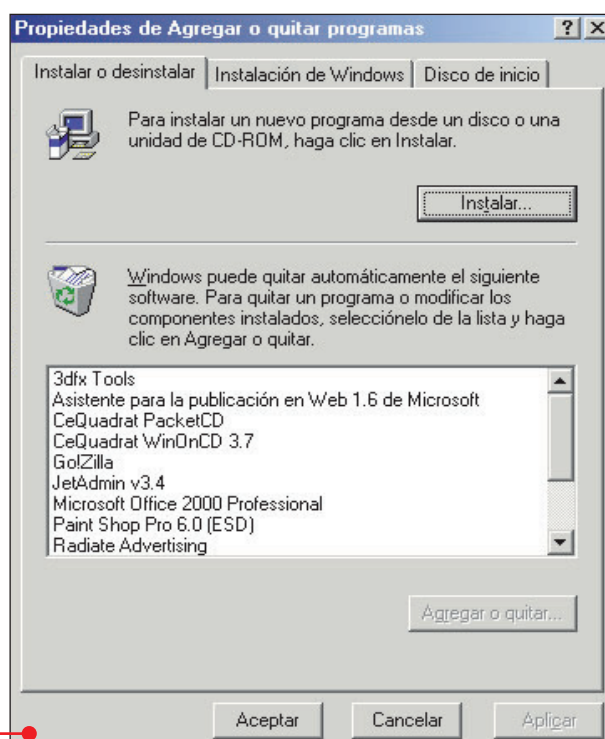 Propiedades de Agregar o quitar programas
Instalar o desinstalar
Instalación de Windows
Disco de inicio
Para instalar un nuevo programa desde un disco o una
unidad de CD-ROM, haga clic en Instalar.
Instalar...
Windows puede quitar automáticamente el siguiente
software. Para quitar un programa o modificar los
componentes instalados, selecciónelo de la lista y haga
clic en Agregar o quitar.
3dfx Tools
Asistente para la publicación en Web 1.6 de Microsoft
CeQuadrat PacketCD
CeQuadrat WinOnCD 3.7
Go!Zilla
JetAdmin v3.4
Microsoft Office 2000 Professional
Paint Shop Pro 6.0 (ESD)
Radiate Advertising
Agregar o quitar...
Aceptar
Cancelar
Aplicar